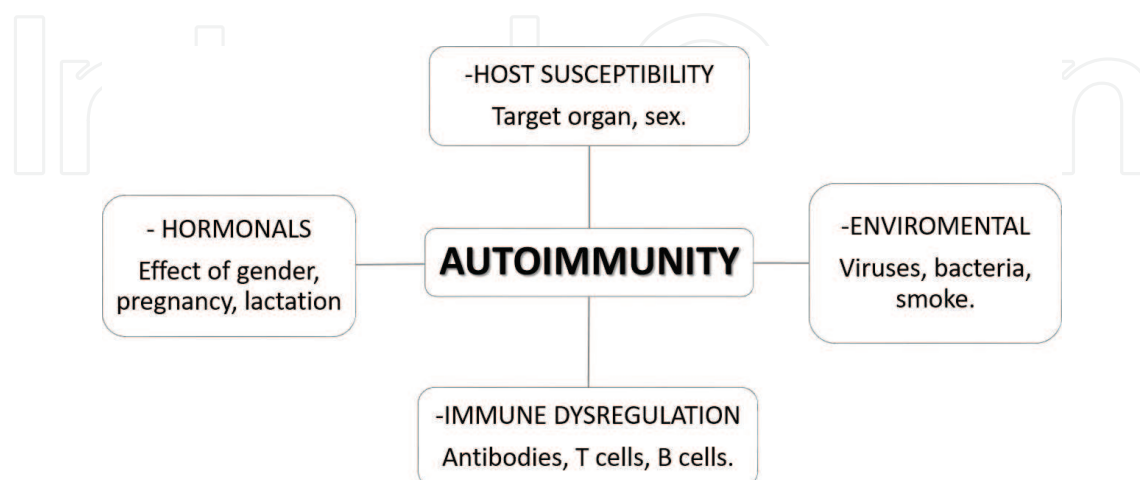 -HOST SUSCEPTIBILITY
Target organ, sex.
- HORMONALS
Effect of gender,
pregnancy, lactation
AUTOIMMUNITY
-ENVIROMENTAL
Viruses, bacteria,
smoke.
-IMMUNE DYSREGULATION
Antibodies, T cells, B cells.